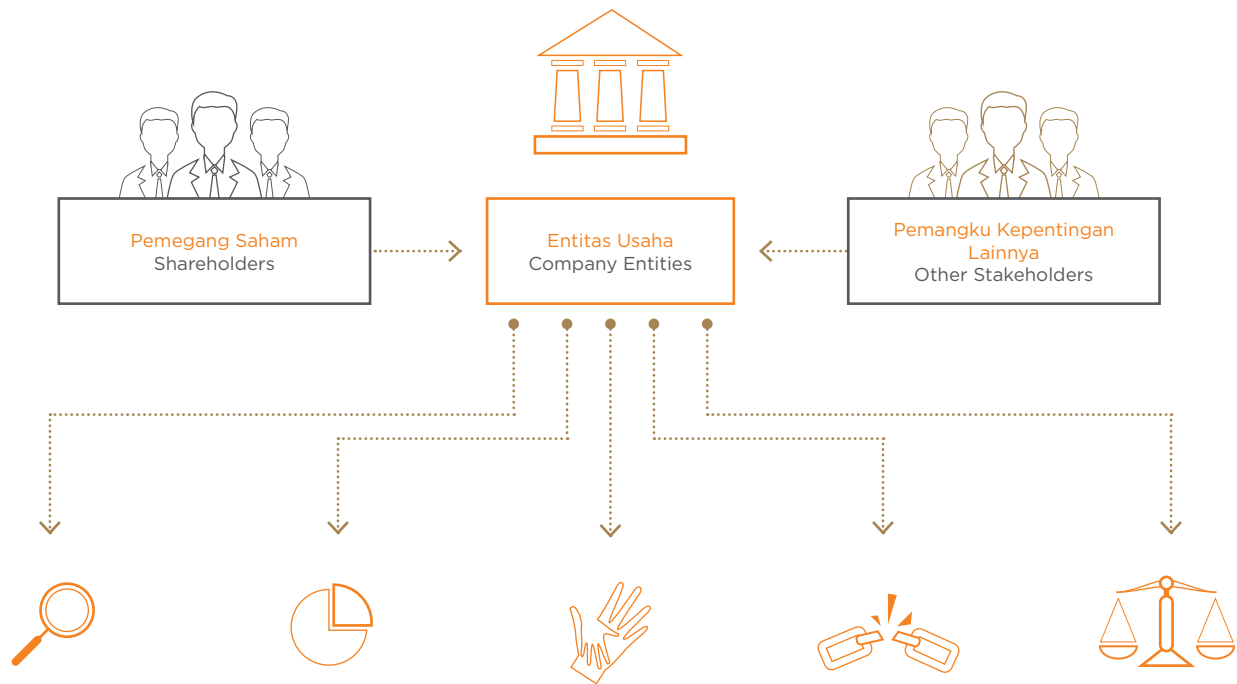 Pemegang Saham
Shareholders
Entitas Usaha
Company Entities
Pemangku Kepentingan
Lainnya
Other Stakeholders